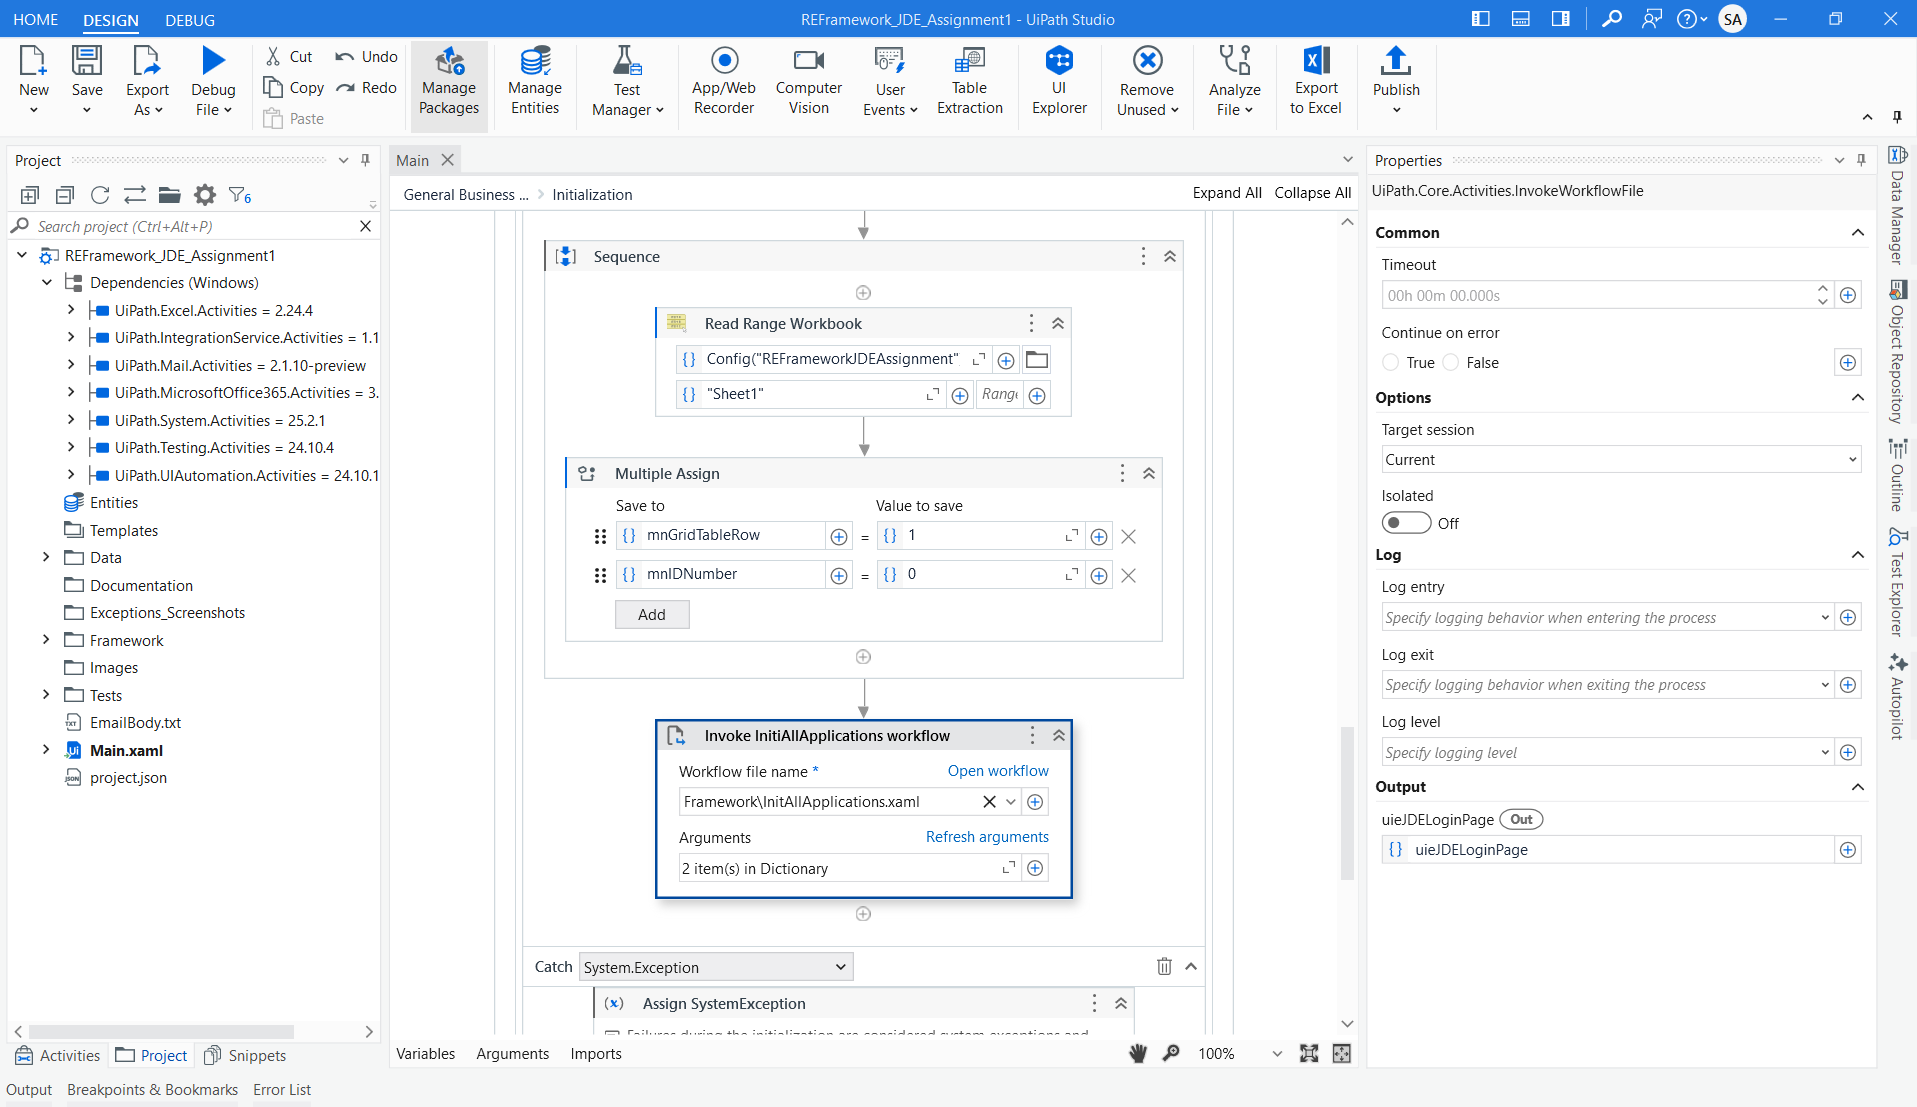 HOME DESIGN DEBUG
REFramework_JDE_Assignment1 - UiPath Studio
SA
New
Save
Export As
Debug File
Cut
Copy
Paste
Undo
Redo
Manage Packages
Manage Entities
Test Manager
App/Web Recorder
Computer Vision
User Events
Table Extraction
UI Explorer
Remove Unused
Analyze File
Export to Excel
Publish
Project
6
Search project (Ctrl+Alt+P)
REFramework_JDE_Assignment1
Dependencies (Windows)
UiPath.Excel.Activities = 2.24.4
UiPath.IntegrationService.Activities = 1.1
UiPath.Mail.Activities = 2.1.10-preview
UiPath.MicrosoftOffice365.Activities = 3.
UiPath.System.Activities = 25.2.1
UiPath.Testing.Activities = 24.10.4
UiPath.UIAutomation.Activities = 24.10.1
Entities
Templates
Data
Documentation
Exceptions_Screenshots
Framework
Images
Tests
EmailBody.txt
Main.xaml
project.json
Activities
Project
Snippets
Output
Breakpoints & Bookmarks
Error List
Main
General Business ... > Initialization
Expand All Collapse All
Sequence
Read Range Workbook
Config("REFrameworkJDEAssignment"
"Sheet1"
Range
Multiple Assign
Save to Value to save
mnGridTableRow = 1
mnIDNumber = 0
Add
Invoke InitiAllApplications workflow
Workflow file name * Open workflow
Framework\InitAllApplications.xaml
Arguments Refresh arguments
2 item(s) in Dictionary
Catch System.Exception
Assign SystemException
Failures during the initialization are considered system exceptions and
Variables Arguments Imports
100%
Properties
UiPath.Core.Activities.InvokeWorkflowFile
Common
Timeout
00h 00m 00.000s
Continue on error
True False
Options
Target session
Current
Isolated
Off
Log
Log entry
Specify logging behavior when entering the process
Log exit
Specify logging behavior when exiting the process
Log level
Specify logging level
Output
uieJDELoginPage Out
uieJDELoginPage
Data Manager
Object Repository
Outline
Test Explorer
Autopilot